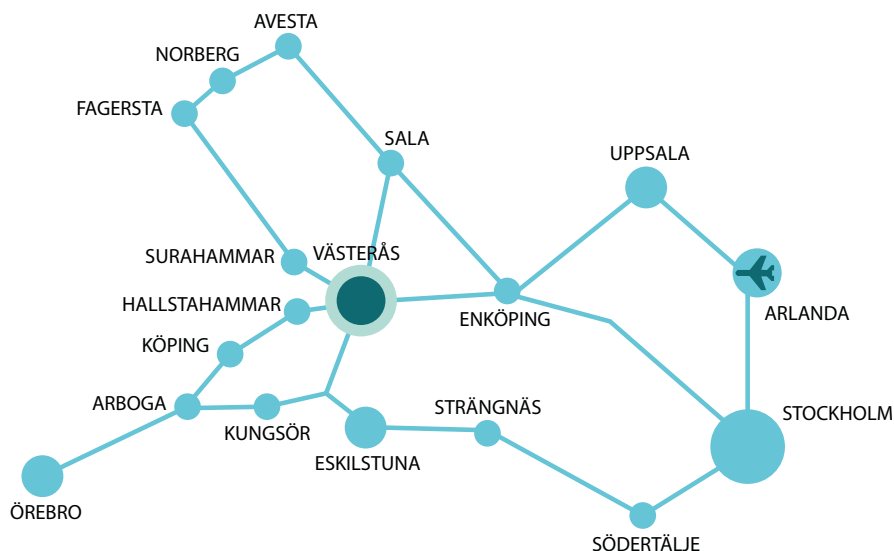 AVESTA
NORBERG
FAGERSTA
SALA
UPPSALA
SURAHAMMAR
VÄSTERÅS
HALLSTAHAMMAR
ENKÖPING
ARLANDA
KÖPING
ARBOGA
STRÄNGNÄS
STOCKHOLM
KUNGSÖR
ESKILSTUNA
ÖREBRO
SÖDERTÄLJE